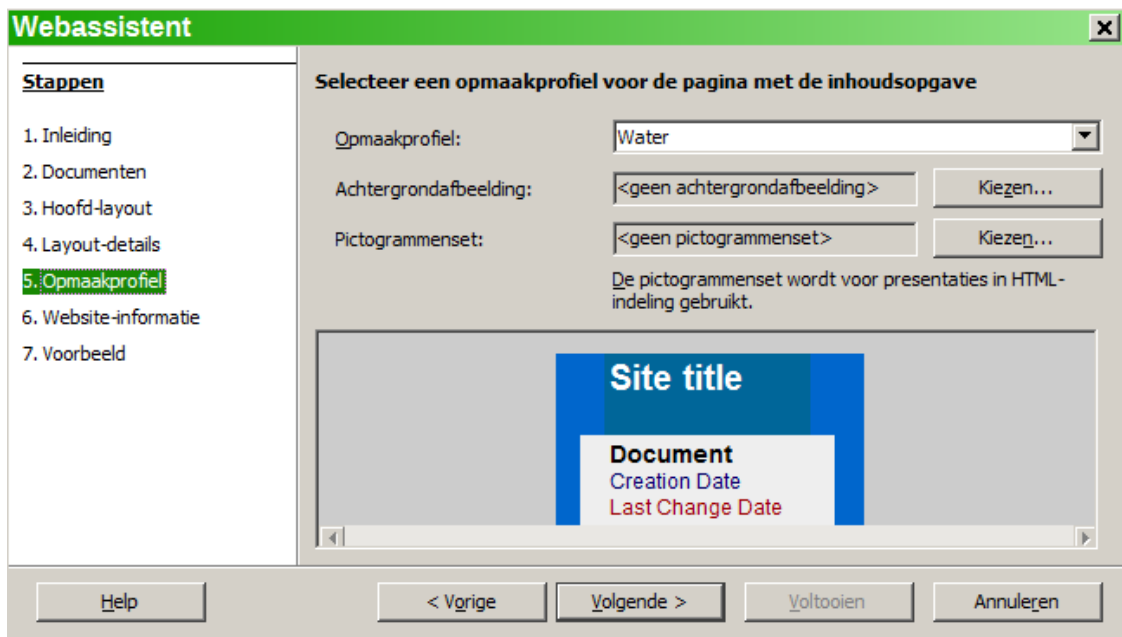 Webassistent
Stappen
1. Inleiding
2. Documenten
3. Hoofd-layout
4. Layout-details
5. Opmaakprofiel
6. Website-informatie
7. Voorbeeld
Selecteer een opmaakprofiel voor de pagina met de inhoudsopgave
Opmaakprofiel: Water
Achtergrondafbeelding: <geen achtergrondafbeelding> Kiezen...
Pictogrammenset: <geen pictogrammenset> Kiezen...
De pictogrammenset wordt voor presentaties in HTML-
indeling gebruikt.
Site title
Document
Creation Date
Last Change Date
Help < Vorige Volgende > Voltooien Annuleren